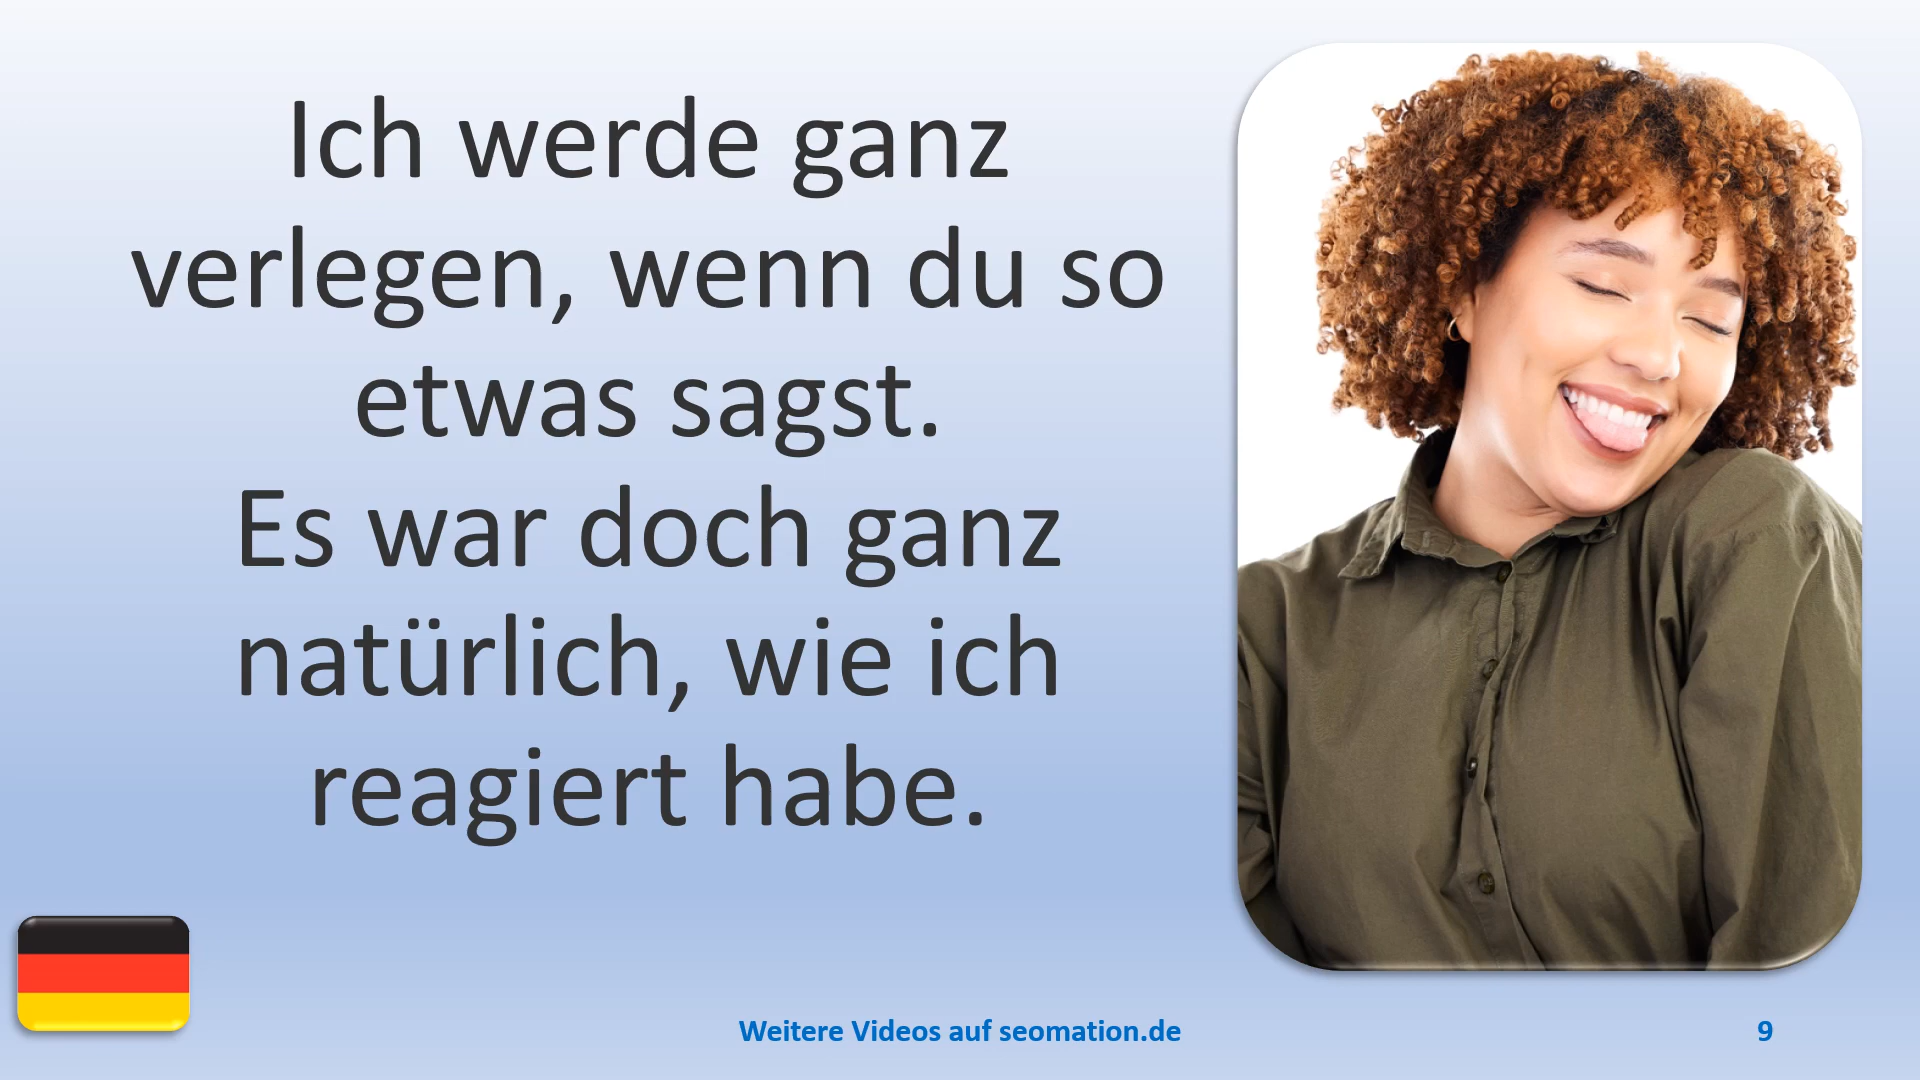 Ich werde ganz
verlegen, wenn du so
etwas sagst.
Es war doch ganz
natürlich, wie ich
reagiert habe.
Weitere Videos auf seomation.de
9